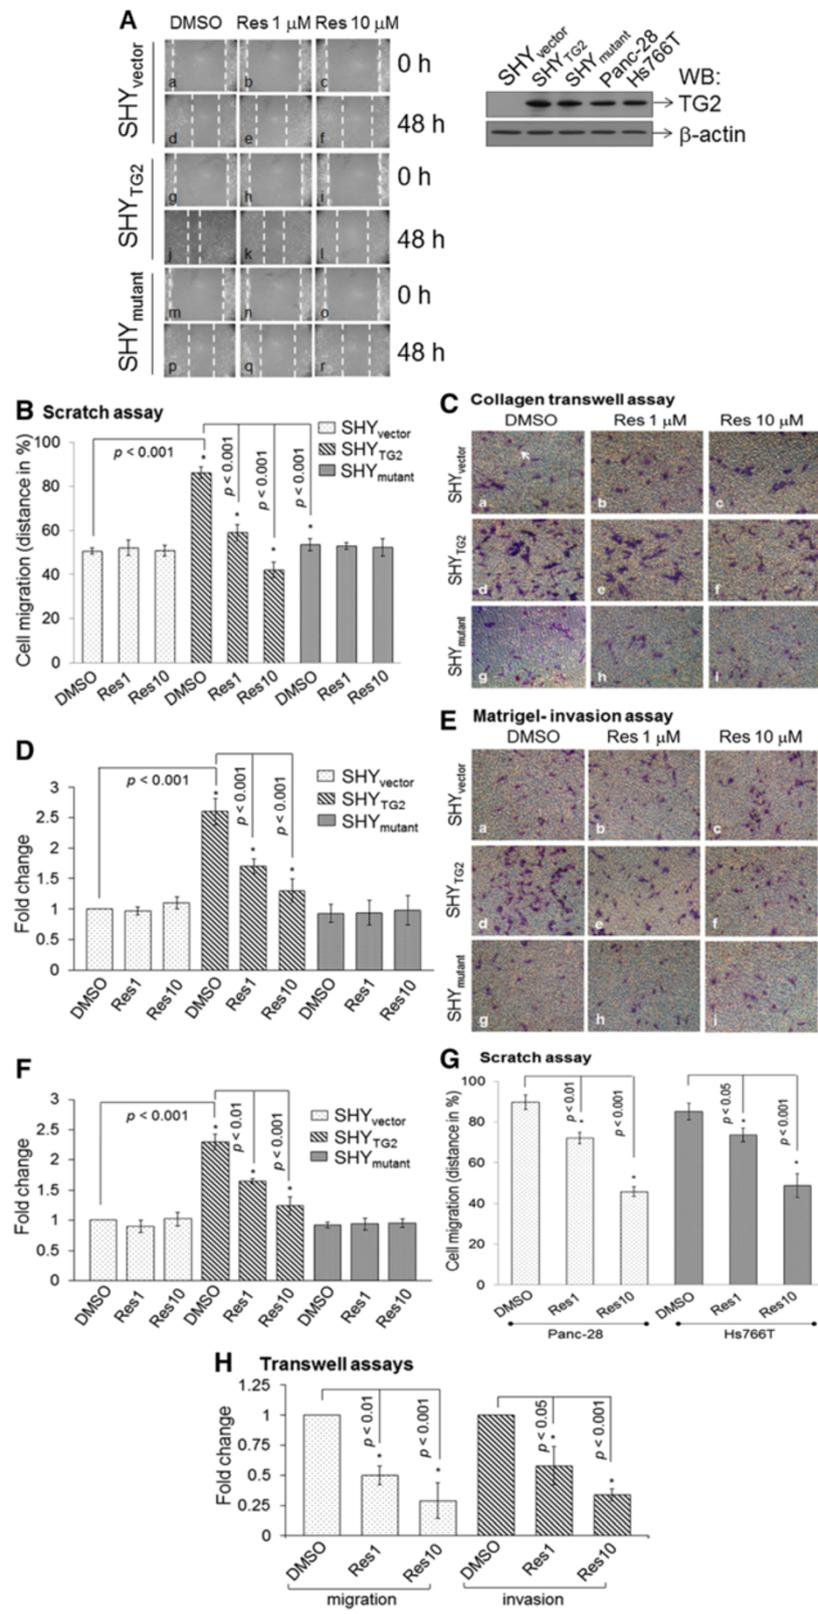 A
DMSO Res 1 μM Res 10 μM
SHYvector
a b c
0 h
d e f
48 h
SHYTG2
g h i
0 h
j k l
48 h
SHYmutant
m n o
0 h
p q r
48 h
SHYvector SHYTG2 SHYmutant Panc-28 Hs766T
WB:
TG2
β-actin
B Scratch assay
Cell migration (distance in %)
100
80
60
40
20
0
p < 0.001
* p < 0.001 * p < 0.001 * p < 0.001 *
SHYvector
SHYTG2
SHYmutant
DMSO Res1 Res10 DMSO Res1 Res10 DMSO Res1 Res10
C Collagen transwell assay
DMSO Res 1 μM Res 10 μM
SHYvector
a b c
SHYTG2
d e f
SHYmutant
g h i
D
Fold change
3
2.5
2
1.5
1
0.5
0
p < 0.001
* p < 0.001 * p < 0.001 *
SHYvector
SHYTG2
SHYmutant
DMSO Res1 Res10 DMSO Res1 Res10 DMSO Res1 Res10
E Matrigel- invasion assay
DMSO Res 1 μM Res 10 μM
SHYvector
a b c
SHYTG2
d e f
SHYmutant
g h i
F
Fold change
3
2.5
2
1.5
1
0.5
0
p < 0.001
* p < 0.01 * p < 0.001 *
SHYvector
SHYTG2
SHYmutant
DMSO Res1 Res10 DMSO Res1 Res10 DMSO Res1 Res10
G Scratch assay
Cell migration (distance in %)
100
80
60
40
20
0
p < 0.01 * p < 0.001 * p < 0.05 * p < 0.001 *
DMSO Res1 Res10 DMSO Res1 Res10
Panc-28 Hs766T
H Transwell assays
Fold change
1.25
1
0.75
0.5
0.25
0
p < 0.01 * p < 0.001 * p < 0.05 * p < 0.001 *
DMSO Res1 Res10 DMSO Res1 Res10
migration invasion